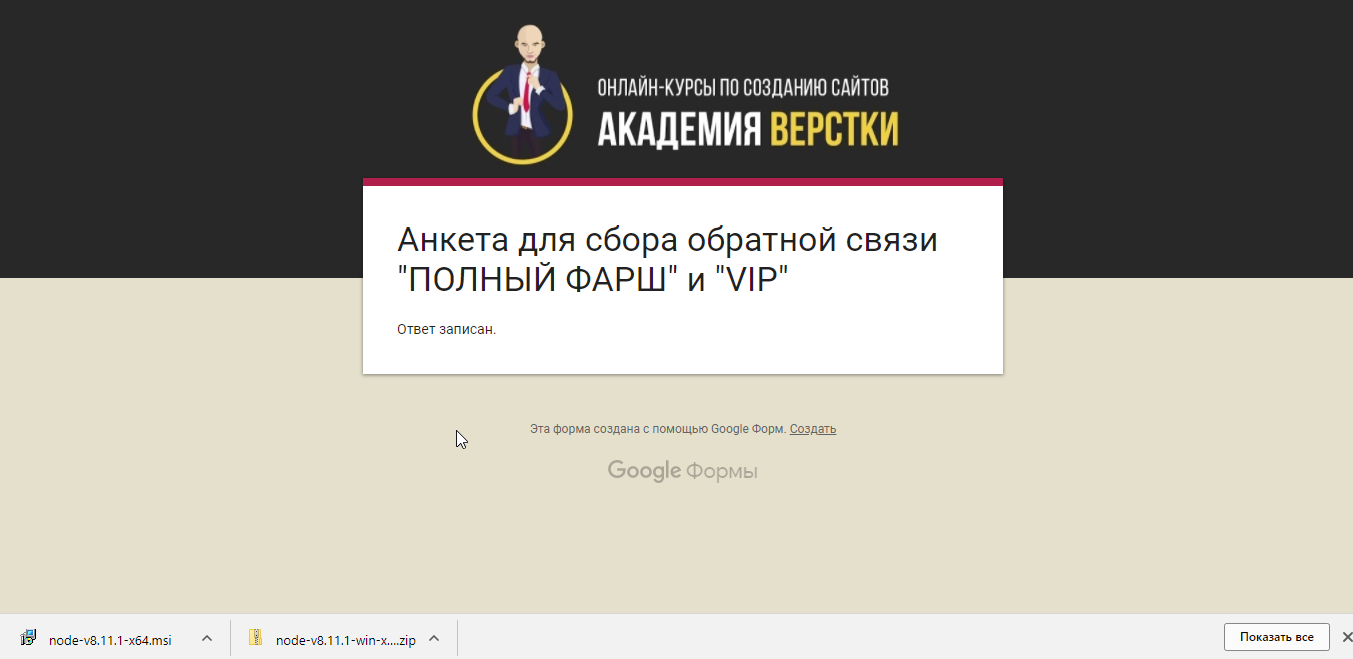 ОНЛАЙН-КУРСЫ ПО СОЗДАНИЮ САЙТОВ
АКАДЕМИЯ ВЕРСТКИ
Анкета для сбора обратной связи
"ПОЛНЫЙ ФАРШ" и "VIP"
Ответ записан.
Эта форма создана с помощью Google Форм. Создать
Google Формы
node-v8.11.1-x64.msi
node-v8.11.1-win-x....zip
Показать все